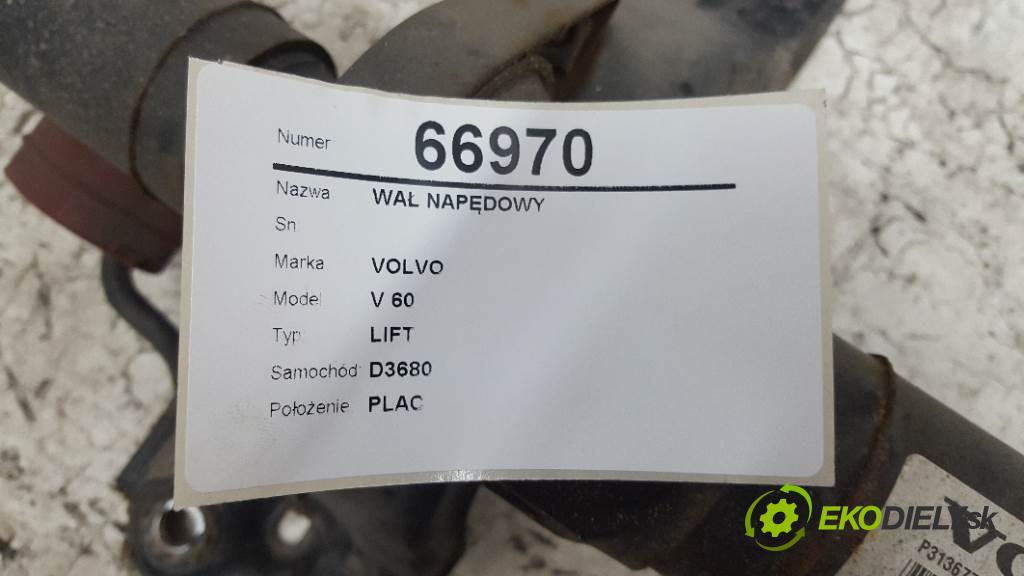 Numer 66970
Nazwa WAŁ NAPĘDOWY
Sn
Marka VOLVO
Model V 60
Typ LIFT
Samochód D3680
Położenie PLAC
EKODIELY.sk